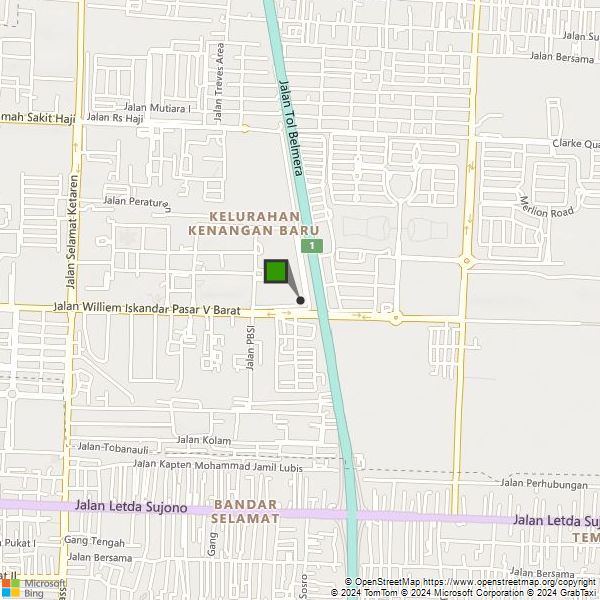 Jalan Su
Jalan Bersama
Jalan Treves Area
Jalan Tol Belmera
Jalan Mutiara I
mah Sakit Haji
Jalan Rs Haji
Clarke Qua
Jalan Peraturen
Merlion Road
KELURAHAN
KENANGAN BARU
Jalan Selamat Ketaren
1
Jalan Williem Iskandar Pasar V Barat
Jalan PBSI
Jalan Kolam
Jalan-Tobanauli
Jalan Kapten Mohammad Jamil Lubis
Jalan Perhubungan
Jalan Letda Sujono
BANDAR
SELAMAT
Jalan Letda Su
TEM
n Pukat I
Gang Tengah
Jalan Bersama
Gang
Sosro
Jalan Bersama
at II
Microsoft
Bing
© OpenStreetMap https://www.openstreetmap.org/copyright
© 2024 TomTom © 2024 Microsoft Corporation © 2024 GrabTaxi